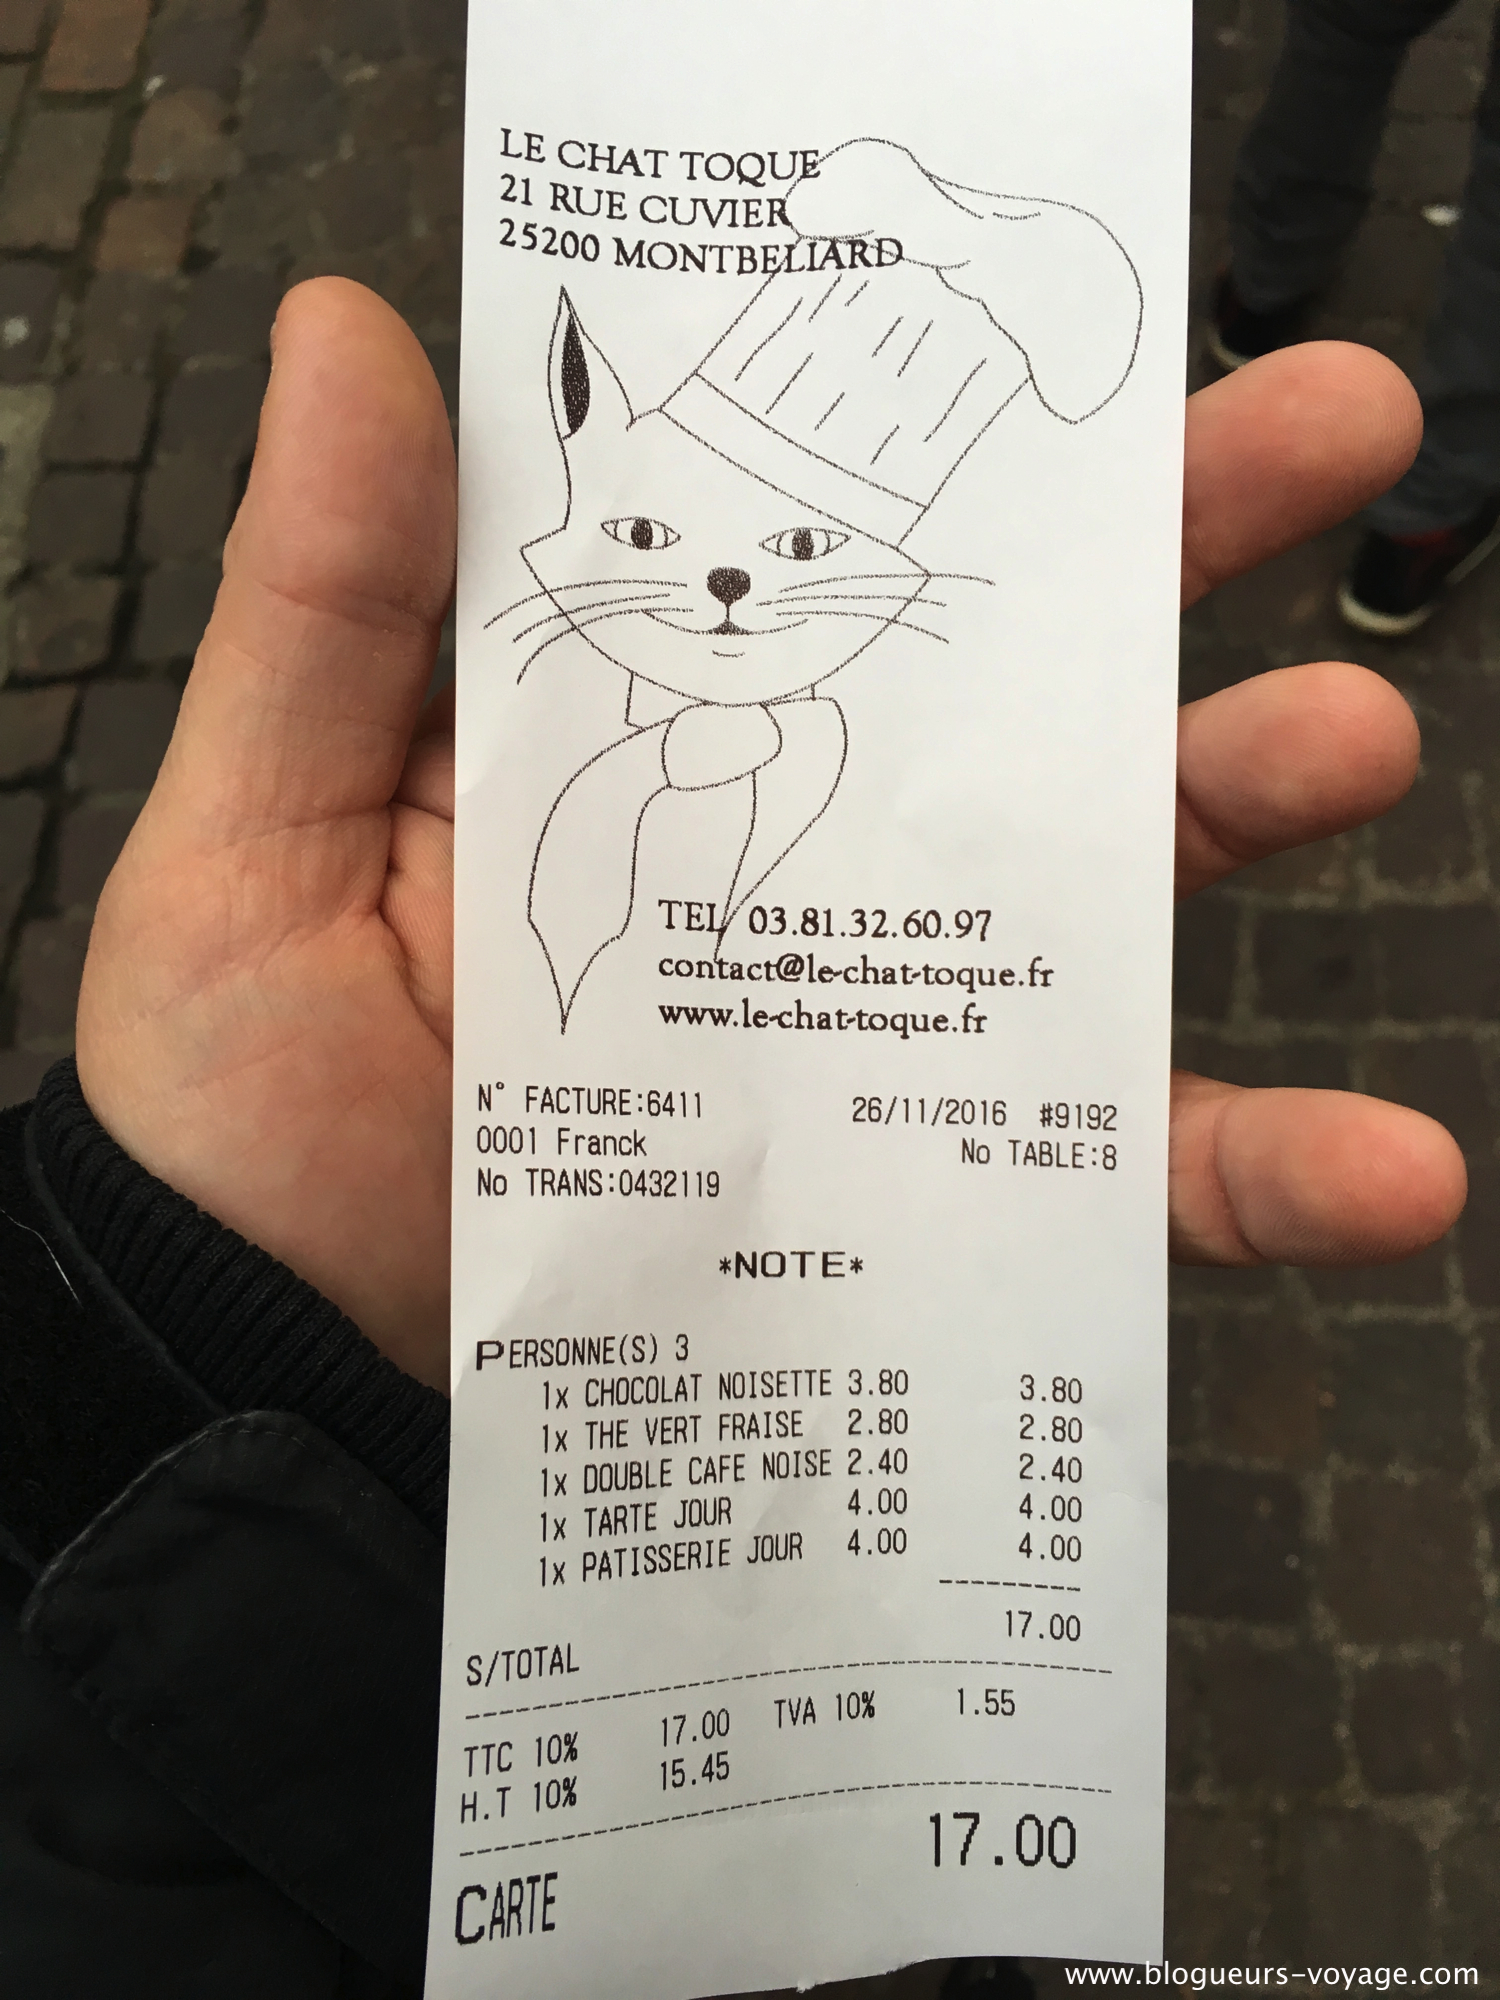 LE CHAT TOQUE
21 RUE CUVIER
25200 MONTBELIARD
TEL 03.81.32.60.97
contact@le-chat-toque.fr
www.le-chat-toque.fr
N° FACTURE:6411 26/11/2016 #9192
0001 Franck No TABLE:8
No TRANS:0432119
*NOTE*
PERSONNE(S) 3
1x CHOCOLAT NOISETTE 3.80 3.80
1x THE VERT FRAISE 2.80 2.80
1x DOUBLE CAFE NOISE 2.40 2.40
1x TARTE JOUR 4.00 4.00
1x PATISSERIE JOUR 4.00 4.00
---------
S/TOTAL 17.00
TTC 10% 17.00 TVA 10% 1.55
H.T 10% 15.45
CARTE 17.00
www.blogueurs-voyage.com